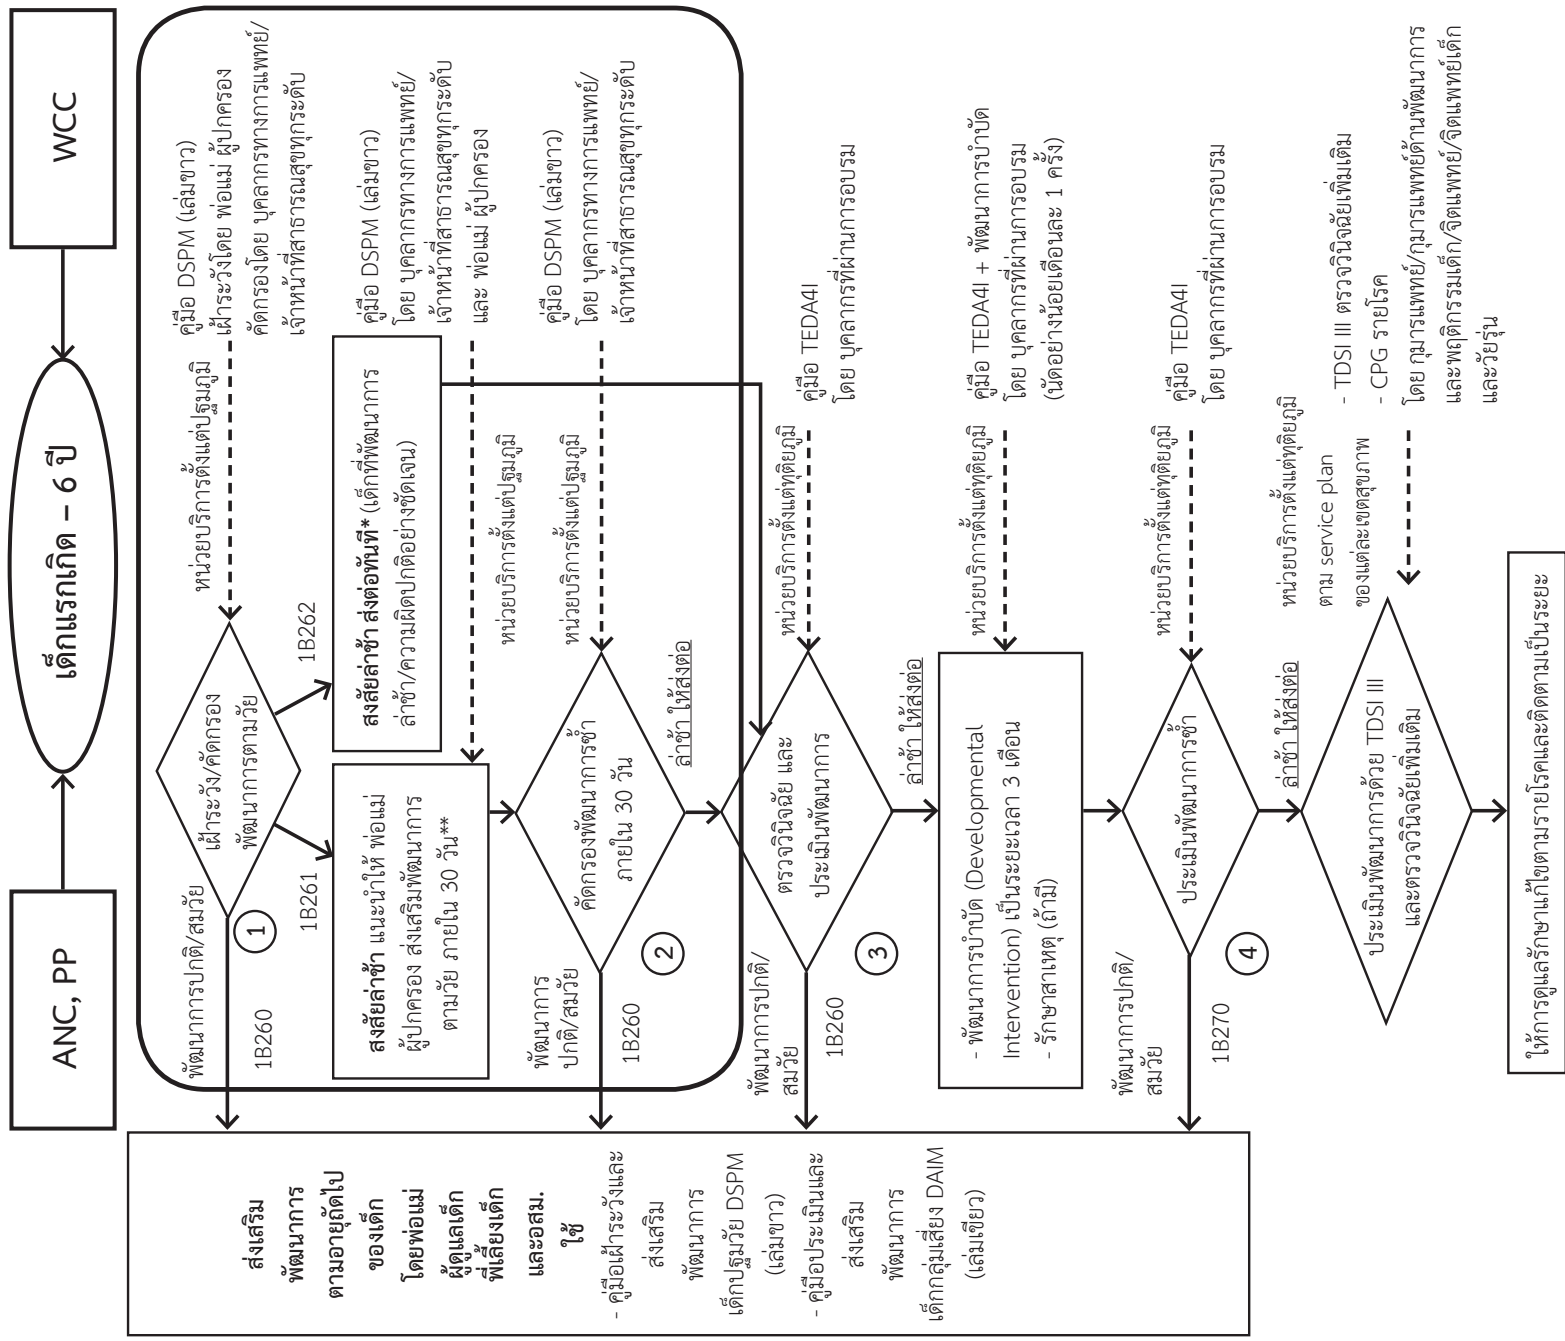 ANC, PP
เด็กแรกเกิด – 6 ปี
WCC
ส่งเสริม
พัฒนาการ
ตามอายุถัดไป
ของเด็ก
โดยพ่อแม่
ผู้ดูแลเด็ก
พี่เลี้ยงเด็ก
และอสม.
ใช้
- คู่มือเฝ้าระวังและ
ส่งเสริม
พัฒนาการ
เด็กปฐมวัย DSPM
(เล่มขาว)
- คู่มือประเมินและ
ส่งเสริม
พัฒนาการ
เด็กกลุ่มเสี่ยง DAIM
(เล่มเขียว)
พัฒนาการปกติ/สมวัย
1B260
1
เฝ้าระวัง/คัดกรอง
พัฒนาการตามวัย
หน่วยบริการตั้งแต่ปฐมภูมิ
คู่มือ DSPM (เล่มขาว)
เฝ้าระวังโดย พ่อแม่ ผู้ปกครอง
คัดกรองโดย บุคลากรทางการแพทย์/
เจ้าหน้าที่สาธารณสุขทุกระดับ
1B261
1B262
สงสัยล่าช้า แนะนำให้ พ่อแม่
ผู้ปกครอง ส่งเสริมพัฒนาการ
ตามวัย ภายใน 30 วัน**
สงสัยล่าช้า ส่งต่อทันที* (เด็กที่พัฒนาการ
ล่าช้า/ความผิดปกติอย่างชัดเจน)
หน่วยบริการตั้งแต่ปฐมภูมิ
คู่มือ DSPM (เล่มขาว)
โดย บุคลากรทางการแพทย์/
เจ้าหน้าที่สาธารณสุขทุกระดับ
และ พ่อแม่ ผู้ปกครอง
พัฒนาการ
ปกติ/สมวัย
1B260
2
คัดกรองพัฒนาการซ้ำ
ภายใน 30 วัน
หน่วยบริการตั้งแต่ปฐมภูมิ
คู่มือ DSPM (เล่มขาว)
โดย บุคลากรทางการแพทย์/
เจ้าหน้าที่สาธารณสุขทุกระดับ
ล่าช้า ให้ส่งต่อ
พัฒนาการปกติ/
สมวัย
1B260
3
ตรวจวินิจฉัย และ
ประเมินพัฒนาการ
หน่วยบริการตั้งแต่ทุติยภูมิ
คู่มือ TEDA4I
โดย บุคลากรที่ผ่านการอบรม
ล่าช้า ให้ส่งต่อ
- พัฒนาการบำบัด (Developmental
Intervention) เป็นระยะเวลา 3 เดือน
- รักษาสาเหตุ (ถ้ามี)
หน่วยบริการตั้งแต่ทุติยภูมิ
คู่มือ TEDA4I + พัฒนาการบำบัด
โดย บุคลากรที่ผ่านการอบรม
(นัดอย่างน้อยเดือนละ 1 ครั้ง)
พัฒนาการปกติ/
สมวัย
1B270
4
ประเมินพัฒนาการซ้ำ
หน่วยบริการตั้งแต่ทุติยภูมิ
คู่มือ TEDA4I
โดย บุคลากรที่ผ่านการอบรม
ล่าช้า ให้ส่งต่อ
ประเมินพัฒนาการด้วย TDSI III
และตรวจวินิจฉัยเพิ่มเติม
หน่วยบริการตั้งแต่ทุติยภูมิ
ตาม service plan
ของแต่ละเขตสุขภาพ
- TDSI III ตรวจวินิจฉัยเพิ่มเติม
- CPG รายโรค
โดย กุมารแพทย์/กุมารแพทย์ด้านพัฒนาการ
และพฤติกรรมเด็ก/จิตแพทย์/จิตแพทย์เด็ก
และวัยรุ่น
ให้การดูแลรักษาแก้ไขตามรายโรคและติดตามเป็นระยะ